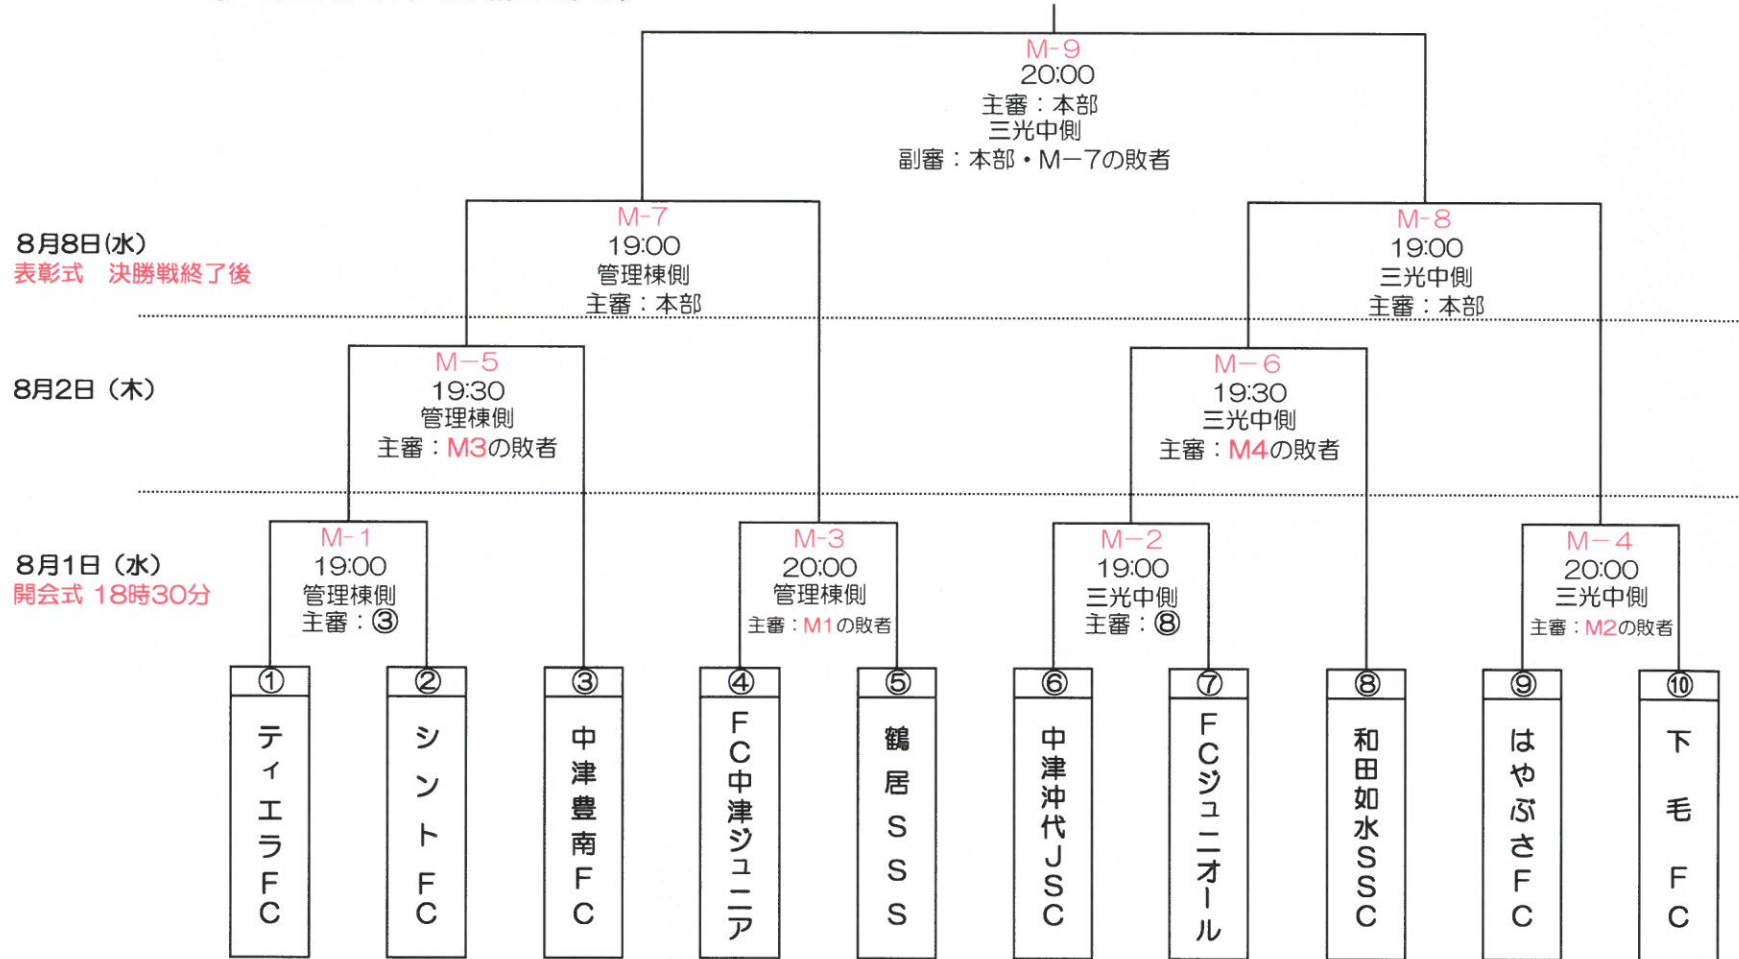 M-9
20:00
主審：本部
三光中側
副審：本部・M－7の敗者
8月8日(水)
表彰式　決勝戦終了後
M-7
19:00
管理棟側
主審：本部
M-8
19:00
三光中側
主審：本部
8月2日（木）
M－5
19:30
管理棟側
主審：M3の敗者
M－6
19:30
三光中側
主審：M4の敗者
8月1日（水）
開会式 18時30分
M-1
19:00
管理棟側
主審：③
M-3
20:00
管理棟側
主審：M1の敗者
M－2
19:00
三光中側
主審：⑧
M－4
20:00
三光中側
主審：M2の敗者
①
ティエラFC
②
シントFC
③
中津豊南FC
④
FC中津ジュニア
⑤
鶴居SSS
⑥
中津沖代JSC
⑦
FCジュニオール
⑧
和田如水SSC
⑨
はやぶさFC
⑩
下毛FC